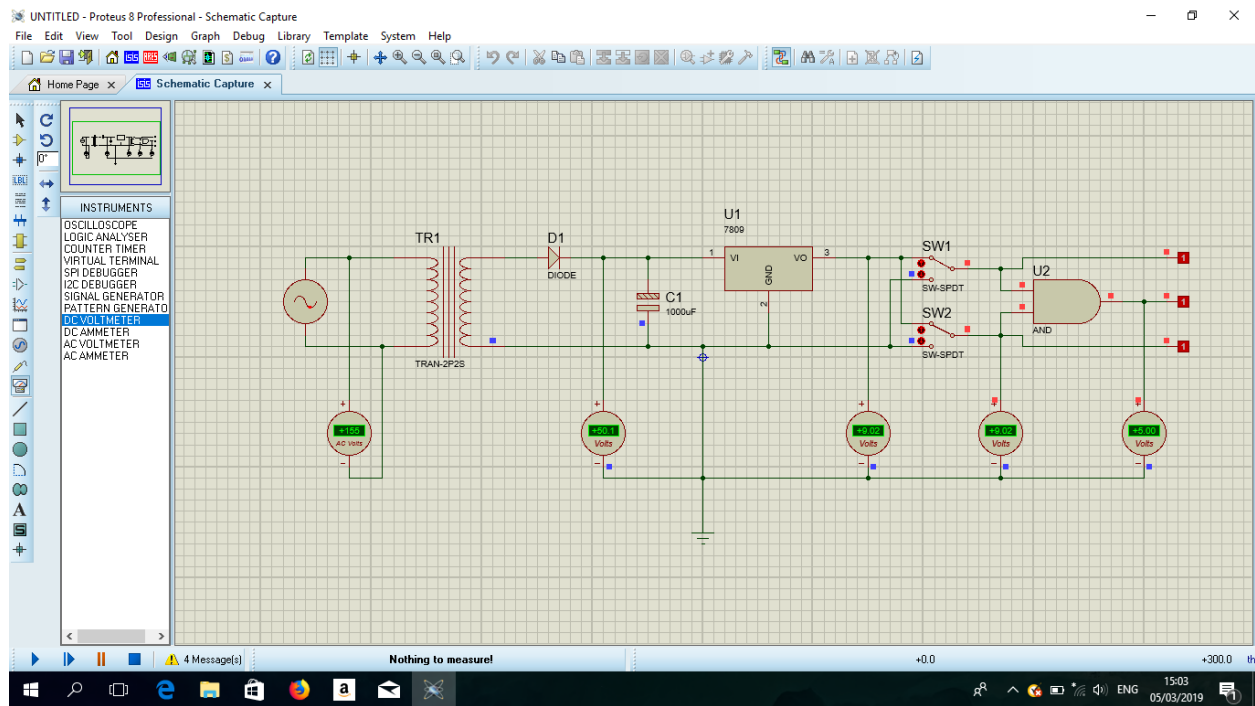 UNTITLED - Proteus 8 Professional - Schematic Capture
File Edit View Tool Design Graph Debug Library Template System Help
Home Page x
Schematic Capture x
0°
LBL
INSTRUMENTS
OSCILLOSCOPE
LOGIC ANALYSER
COUNTER TIMER
VIRTUAL TERMINAL
SPI DEBUGGER
I2C DEBUGGER
SIGNAL GENERATOR
PATTERN GENERATO
DC VOLTMETER
DC AMMETER
AC VOLTMETER
AC AMMETER
A
S
TR1
TRAN-2P2S
D1
DIODE
C1
1000uF
U1
7809
1 VI VO 3
GND
2
SW1
SW-SPDT
SW2
SW-SPDT
U2
AND
1
1
1
+155
AC Volts
+50.1
Volts
+9.02
Volts
+9.02
Volts
+5.00
Volts
4 Message(s)
Nothing to measure!
+0.0
+300.0 th
a
ENG
15:03
05/03/2019
1